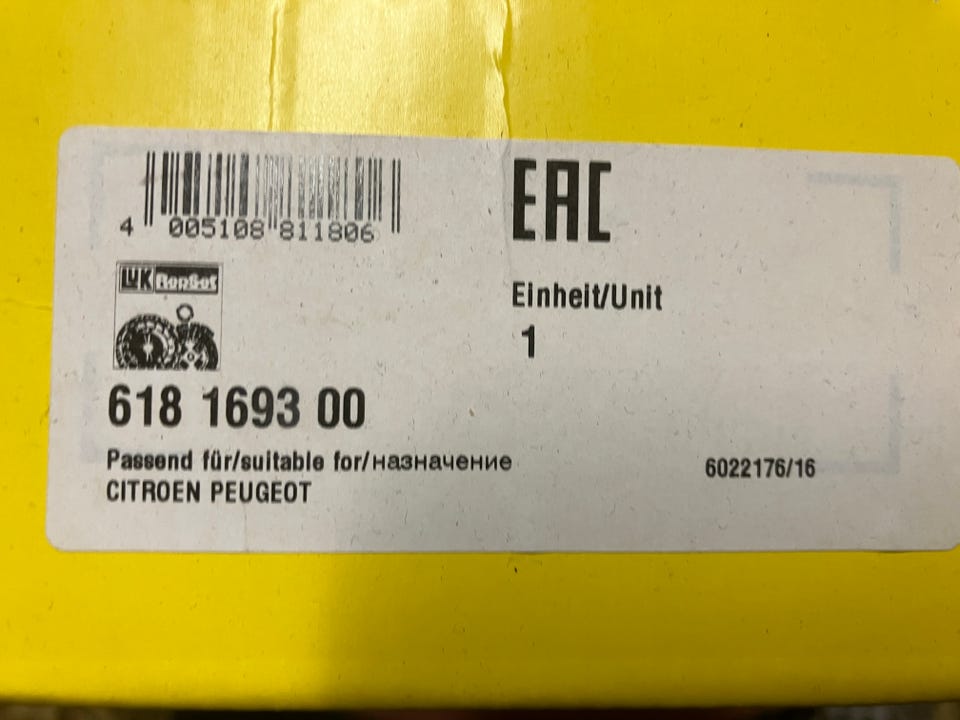 EAC
4 005108 811806
LuK RepSet
Einheit/Unit
1
618 1693 00
Passend für/suitable for/назначение
6022176/16
CITROEN PEUGEOT